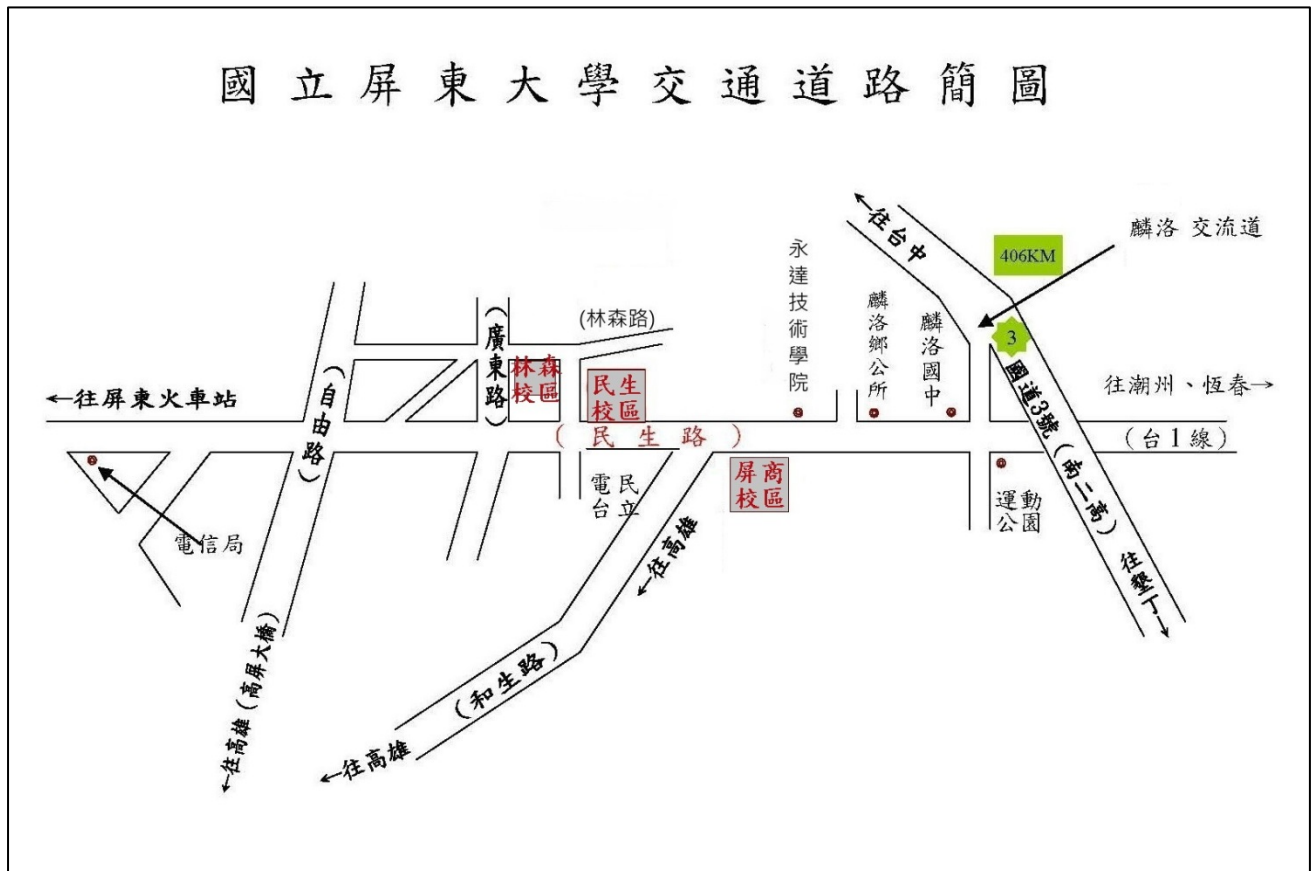 國立屏東大學交通道路簡圖
←往台中
麟洛 交流道
406KM
永達技術學院
麟洛鄉公所
麟洛國中
3
(林森路)
(廣東路)
林森
校區
民生
校區
(自由路)
國道3號(南二高)
往潮州、恆春→
←往屏東火車站
(民生路)
(台1線)
屏商
校區
民立
電台
運動
公園
電信局
←往高雄
往墾丁→
(和生路)
←往高雄(高屏大橋)
←往高雄